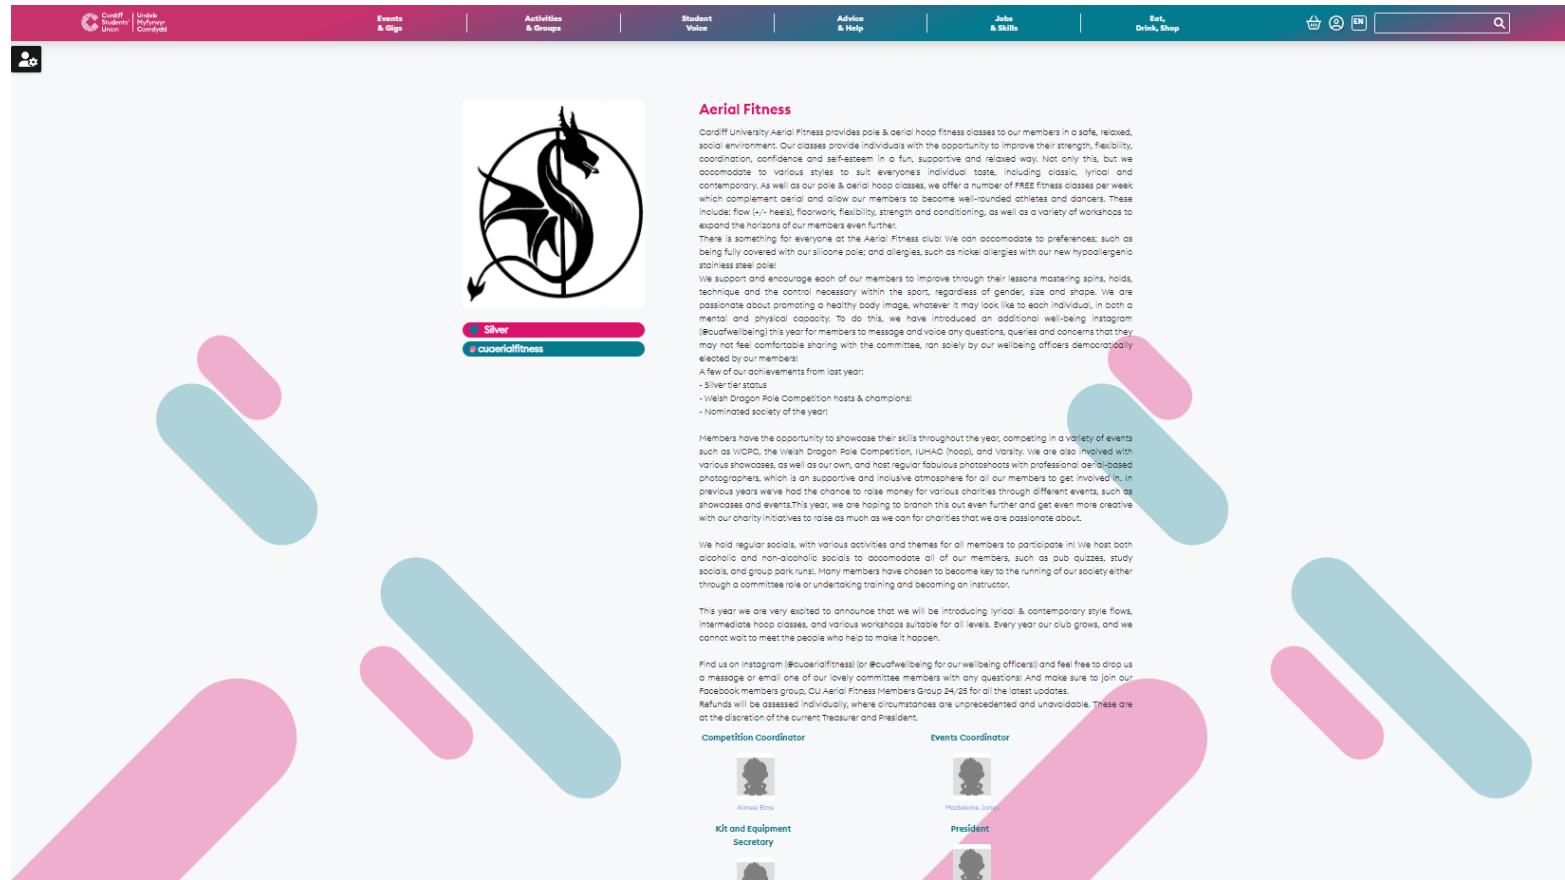 Cardiff Students' Union
Undeb Myfyrwyr Caerdydd
Events & Gigs
Activities & Groups
Student Voice
Advice & Help
Jobs & Skills
Eat, Drink, Shop
EN
Aerial Fitness
Cardiff University Aerial Fitness provides pole & aerial hoop fitness classes to our members in a safe, relaxed,
social environment. Our classes provide individuals with the opportunity to improve their strength, flexibility,
coordination, confidence and self-esteem in a fun, supportive and relaxed way. Not only this, but we
accomodate to various styles to suit everyone's individual taste, including classic, lyrical and
contemporary. As well as our pole & aerial hoop classes, we offer a number of FREE fitness classes per week
which complement aerial and allow our members to become well-rounded athletes and dancers. These
include: flow (+/- heels), floorwork, flexibility, strength and conditioning, as well as a variety of workshops to
expand the horizons of our members even further.
There is something for everyone at the Aerial Fitness club! We can accomodate to preferences; such as
being fully covered with our silicone pole; and allergies, such as nickel allergies with our new hypoallergenic
stainless steel pole!
We support and encourage each of our members to improve through their lessons mastering spins, holds,
technique and the control necessary within the sport, regardless of gender, size and shape. We are
passionate about promoting a healthy body image, whatever it may look like to each individual, in both a
mental and physical capacity. To do this, we have introduced an additional well-being instagram
(@cuafwellbeing) this year for members to message and voice any questions, queries and concerns that they
may not feel comfortable sharing with the committee, ran solely by our wellbeing officers democratically
elected by our members!
A few of our achievements from last year:
- Silver tier status
- Welsh Dragon Pole Competition hosts & champions!
- Nominated society of the year!
Members have the opportunity to showcase their skills throughout the year, competing in a variety of events
such as WCPC, the Welsh Dragon Pole Competition, IUHAC (hoop), and Varsity. We are also involved with
various showcases, as well as our own, and host regular fabulous photoshoots with professional aerial-based
photographers, which is an supportive and inclusive atmosphere for all our members to get involved in. In
previous years we've had the chance to raise money for various charities through different events, such as
showcases and events.This year, we are hoping to branch this out even further and get even more creative
with our charity initiatives to raise as much as we can for charities that we are passionate about.
We hold regular socials, with various activities and themes for all members to participate in! We host both
alcoholic and non-alcoholic socials to accomodate all of our members, such as pub quizzes, study
socials, and group park runs!. Many members have chosen to become key to the running of our society either
through a committee role or undertaking training and becoming an instructor.
This year we are very excited to announce that we will be introducing lyrical & contemporary style flows,
intermediate hoop classes, and various workshops suitable for all levels. Every year our club grows, and we
cannot wait to meet the people who help to make it happen.
Find us on Instagram (@cuaerialfitness) (or @cuafwellbeing for our wellbeing officers!) and feel free to drop us
a message or email one of our lovely committee members with any questions! And make sure to join our
Facebook members group, CU Aerial Fitness Members Group 24/25 for all the latest updates.
Refunds will be assessed individually, where circumstances are unprecedented and unavoidable. These are
at the discretion of the current Treasurer and President.
Silver
cuaerialfitness
Competition Coordinator
Events Coordinator
Aimee Elms
Madeleine Jones
Kit and Equipment
Secretary
President